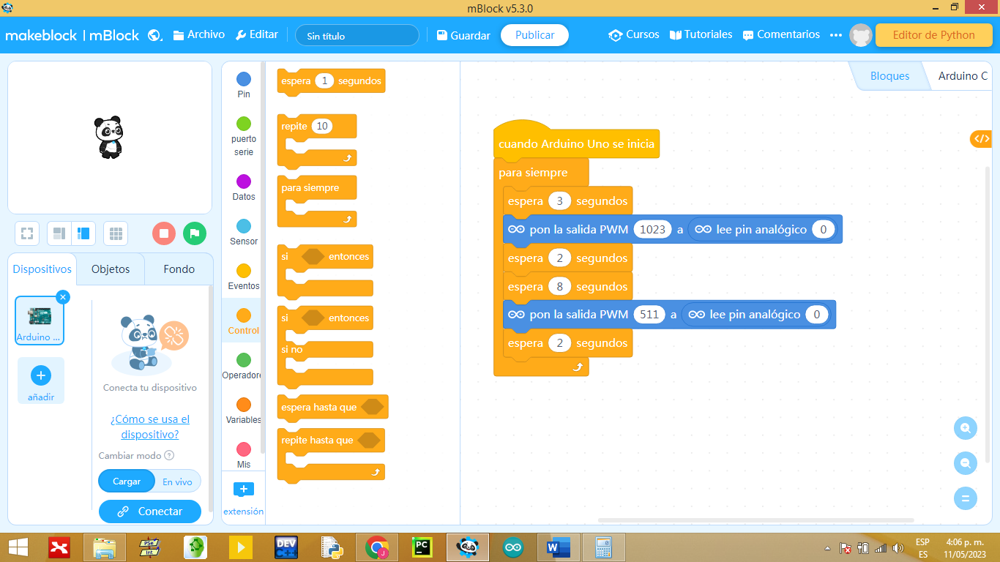 mBlock v5.3.0
makeblock | mBlock
Archivo
Editar
Sin título
Guardar
Publicar
Cursos
Tutoriales
Comentarios
Editor de Python
Pin
puerto
serie
Datos
Sensor
Eventos
Control
Operadore
Variables
Mis
extensión
espera 1 segundos
repite 10
para siempre
si entonces
si entonces
si no
espera hasta que
repite hasta que
Bloques
Arduino C
cuando Arduino Uno se inicia
para siempre
espera 3 segundos
pon la salida PWM 1023 a lee pin analógico 0
espera 2 segundos
espera 8 segundos
pon la salida PWM 511 a lee pin analógico 0
espera 2 segundos
Dispositivos
Objetos
Fondo
Arduino ...
añadir
Conecta tu dispositivo
¿Cómo se usa el
dispositivo?
Cambiar modo ?
Cargar
En vivo
Conectar
PSe
Int
DEV
C++
PC
J
W
ESP
ES
4:06 p. m.
11/05/2023